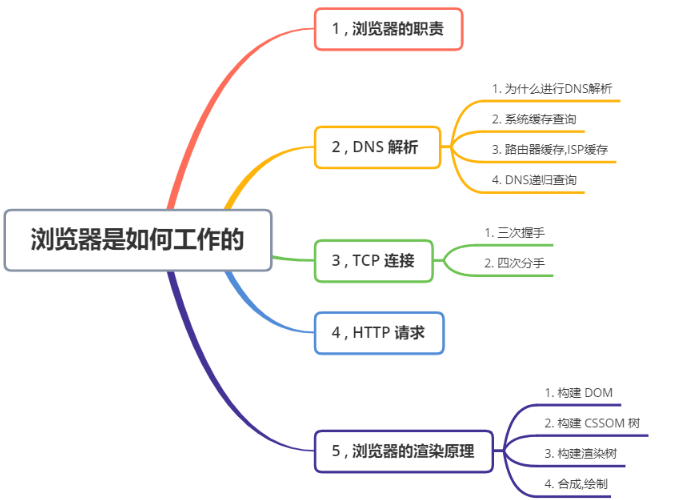 浏览器是如何工作的
1 , 浏览器的职责
2 , DNS 解析
1. 为什么进行DNS解析
2. 系统缓存查询
3. 路由器缓存,ISP缓存
4. DNS递归查询
3 , TCP 连接
1. 三次握手
2. 四次分手
4 , HTTP 请求
5 , 浏览器的渲染原理
1. 构建 DOM
2. 构建 CSSOM 树
3. 构建渲染树
4. 合成,绘制